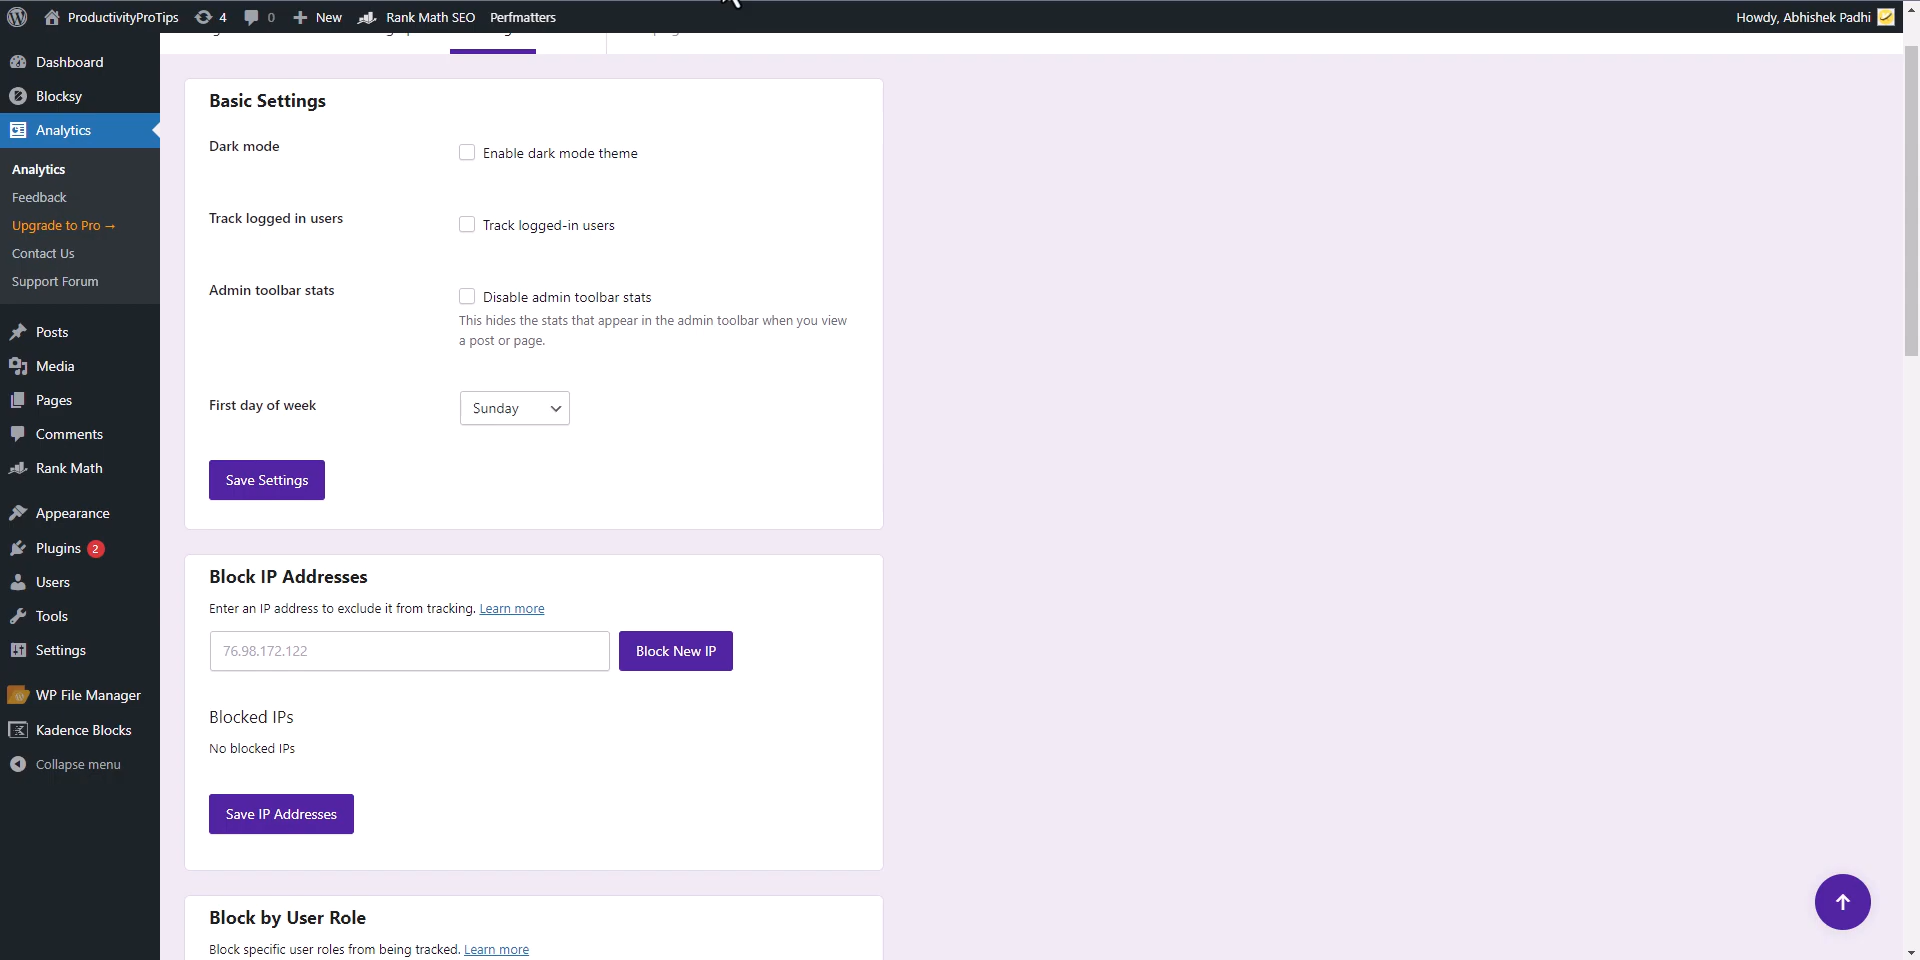 ProductivityProTips 4 0 New Rank Math SEO Perfmatters Howdy, Abhishek Padhi
Dashboard
Blocksy
Analytics
Analytics
Feedback
Upgrade to Pro →
Contact Us
Support Forum
Posts
Media
Pages
Comments
Rank Math
Appearance
Plugins 2
Users
Tools
Settings
WP File Manager
Kadence Blocks
Collapse menu
Basic Settings
Dark mode
Enable dark mode theme
Track logged in users
Track logged-in users
Admin toolbar stats
Disable admin toolbar stats
This hides the stats that appear in the admin toolbar when you view
a post or page.
First day of week
Sunday
Save Settings
Block IP Addresses
Enter an IP address to exclude it from tracking. Learn more
76.98.172.122
Block New IP
Blocked IPs
No blocked IPs
Save IP Addresses
Block by User Role
Block specific user roles from being tracked. Learn more